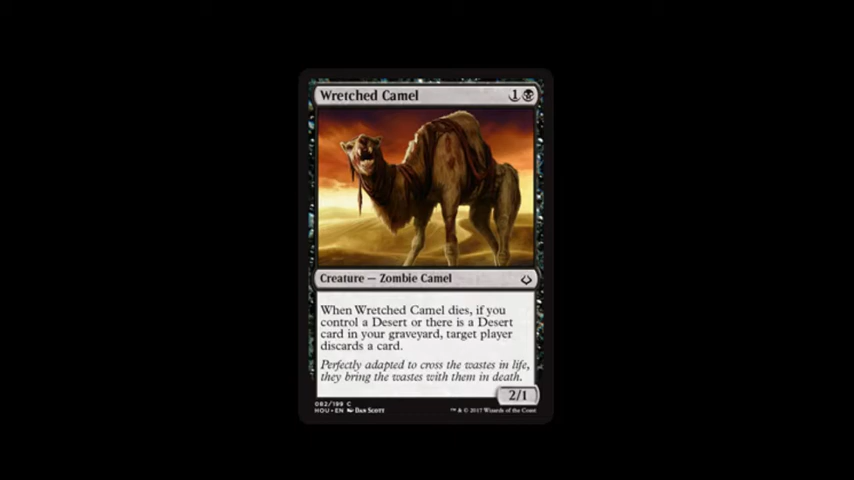 Wretched Camel 1
Creature — Zombie Camel
When Wretched Camel dies, if you
control a Desert or there is a Desert
card in your graveyard, target player
discards a card.
Perfectly adapted to cross the wastes in life,
they bring the wastes with them in death.
2/1
082/199 C
HOU • EN Dan Scott
™ & © 2017 Wizards of the Coast